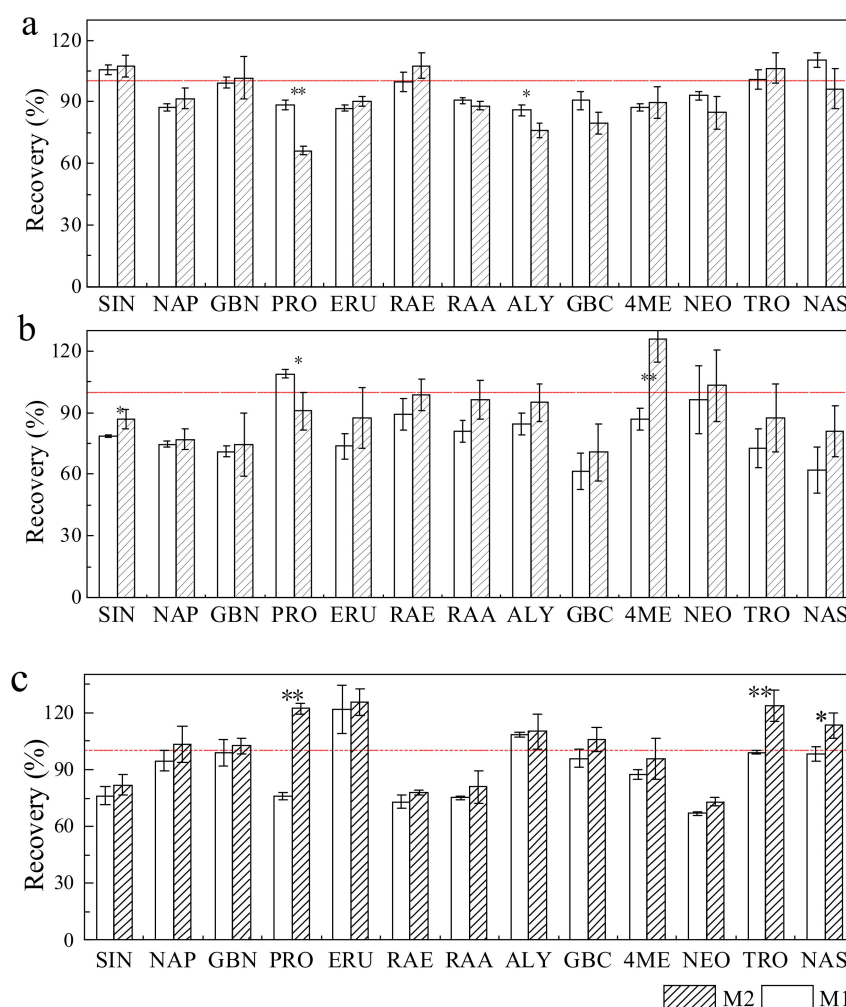 a
120
90
60
30
0
Recovery (%)
**
*
SIN NAP GBN PRO ERU RAE RAA ALY GBC 4ME NEO TRO NAS
b
120
90
60
30
0
Recovery (%)
*
*
**
SIN NAP GBN PRO ERU RAE RAA ALY GBC 4ME NEO TRO NAS
c
120
90
60
30
0
Recovery (%)
**
**
*
SIN NAP GBN PRO ERU RAE RAA ALY GBC 4ME NEO TRO NAS
M2 M1